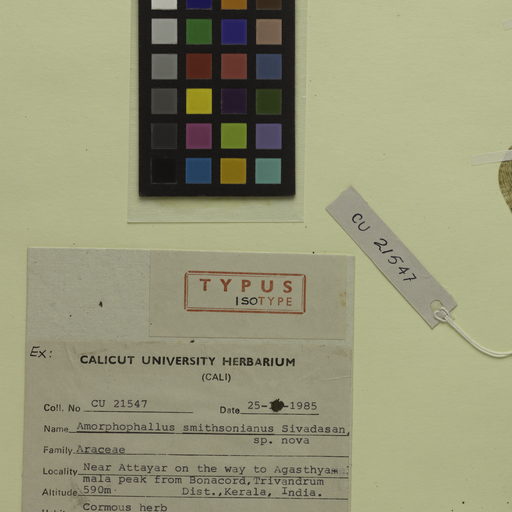 CU 21547
TYPUS
ISOTYPE
Ex:
CALICUT UNIVERSITY HERBARIUM
(CALI)
Coll. No CU 21547 Date 25- -1985
Name Amorphophallus smithsonianus Sivadasan,
sp. nova
Family Araceae
Locality Near Attayar on the way to Agasthyam
mala peak from Bonacord,Trivandrum
Altitude 590m. Dist.,Kerala, India.
Cormous herb